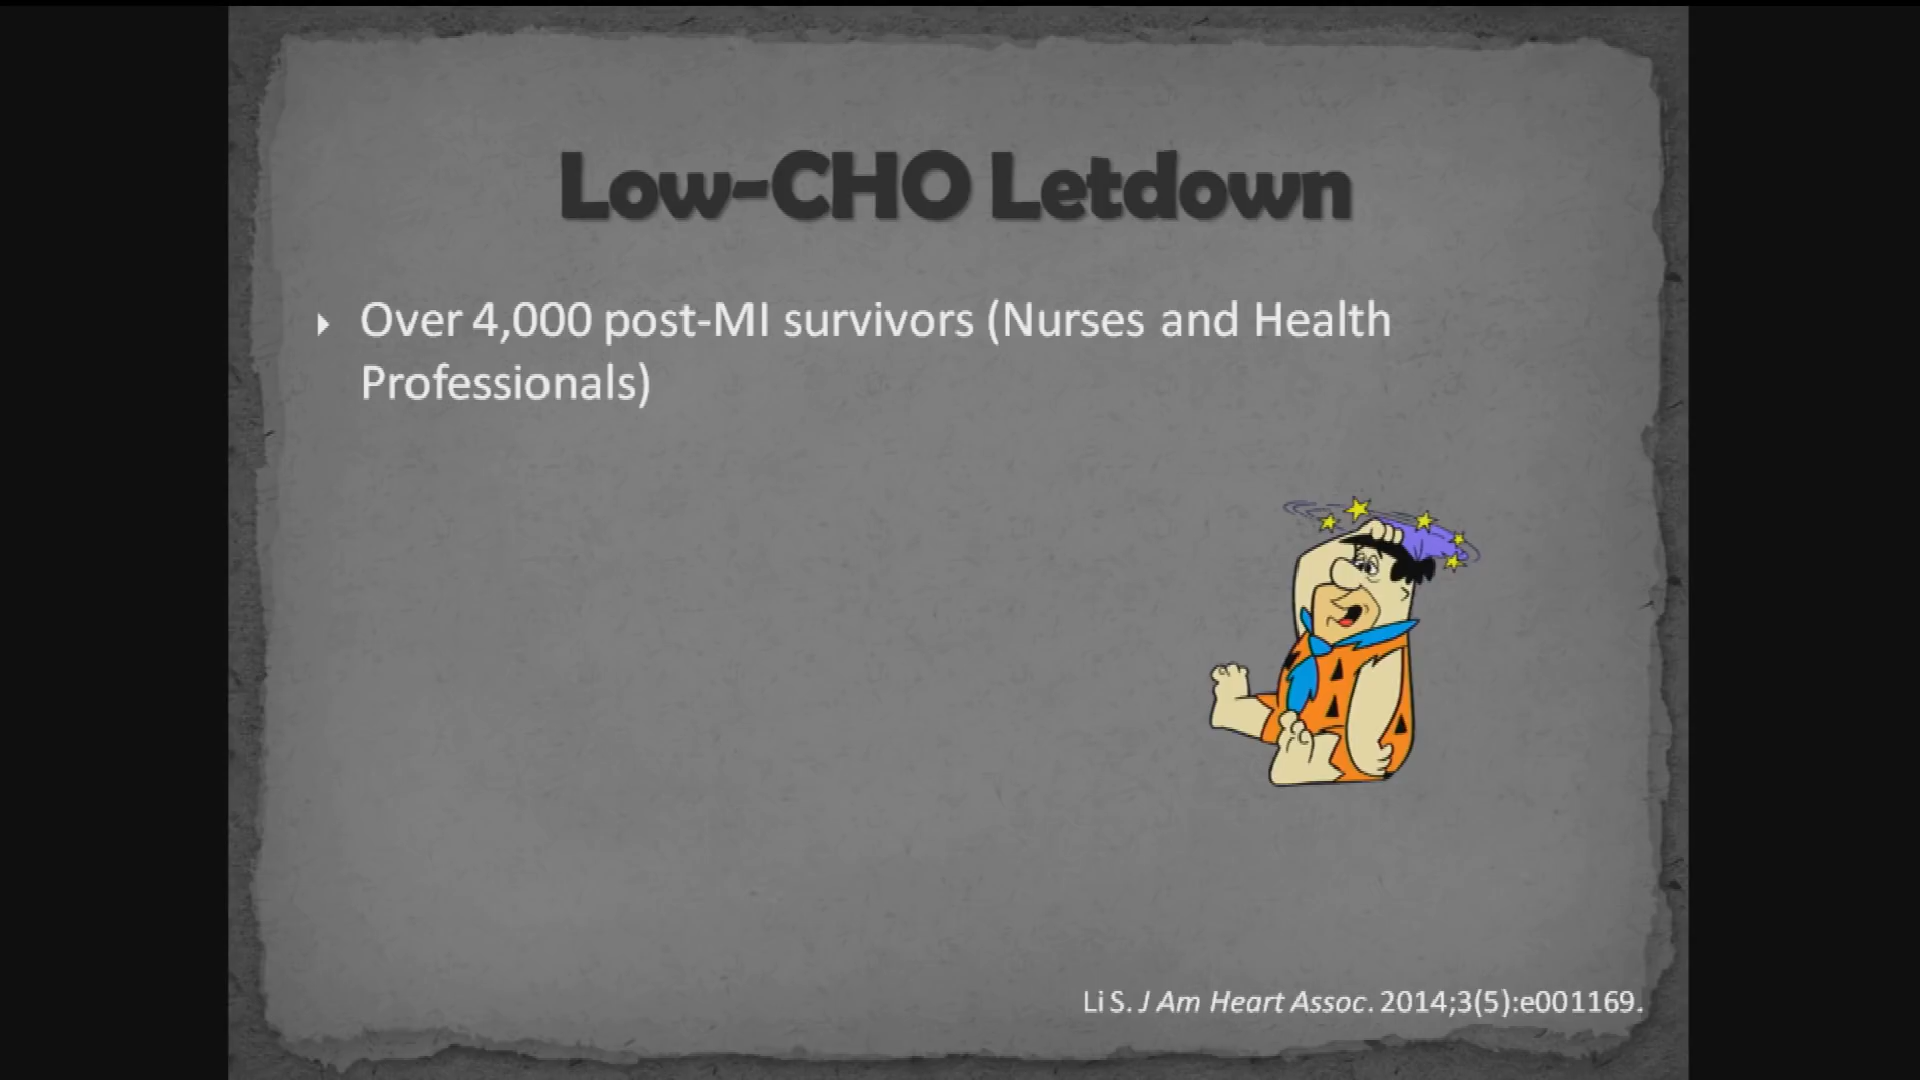 Low-CHO Letdown
Over 4,000 post-MI survivors (Nurses and Health
Professionals)
Li S. J Am Heart Assoc. 2014;3(5):e001169.